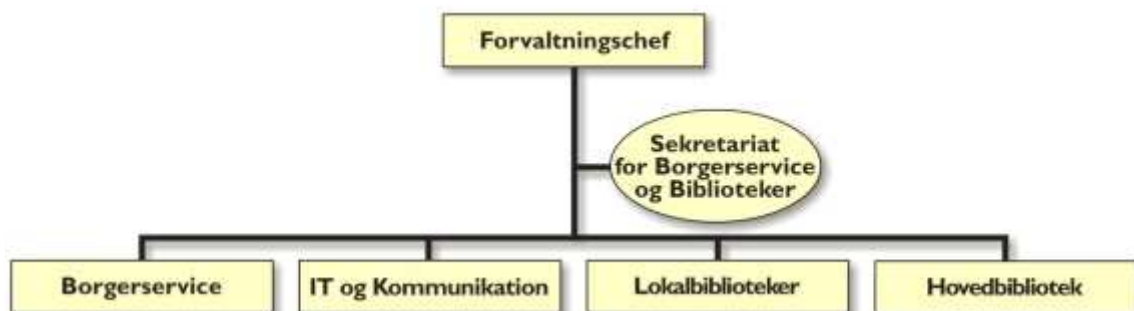 Forvaltningschef
Sekretariat
for Borgerservice
og Biblioteker
Borgerservice
IT og Kommunikation
Lokalbiblioteker
Hovedbibliotek